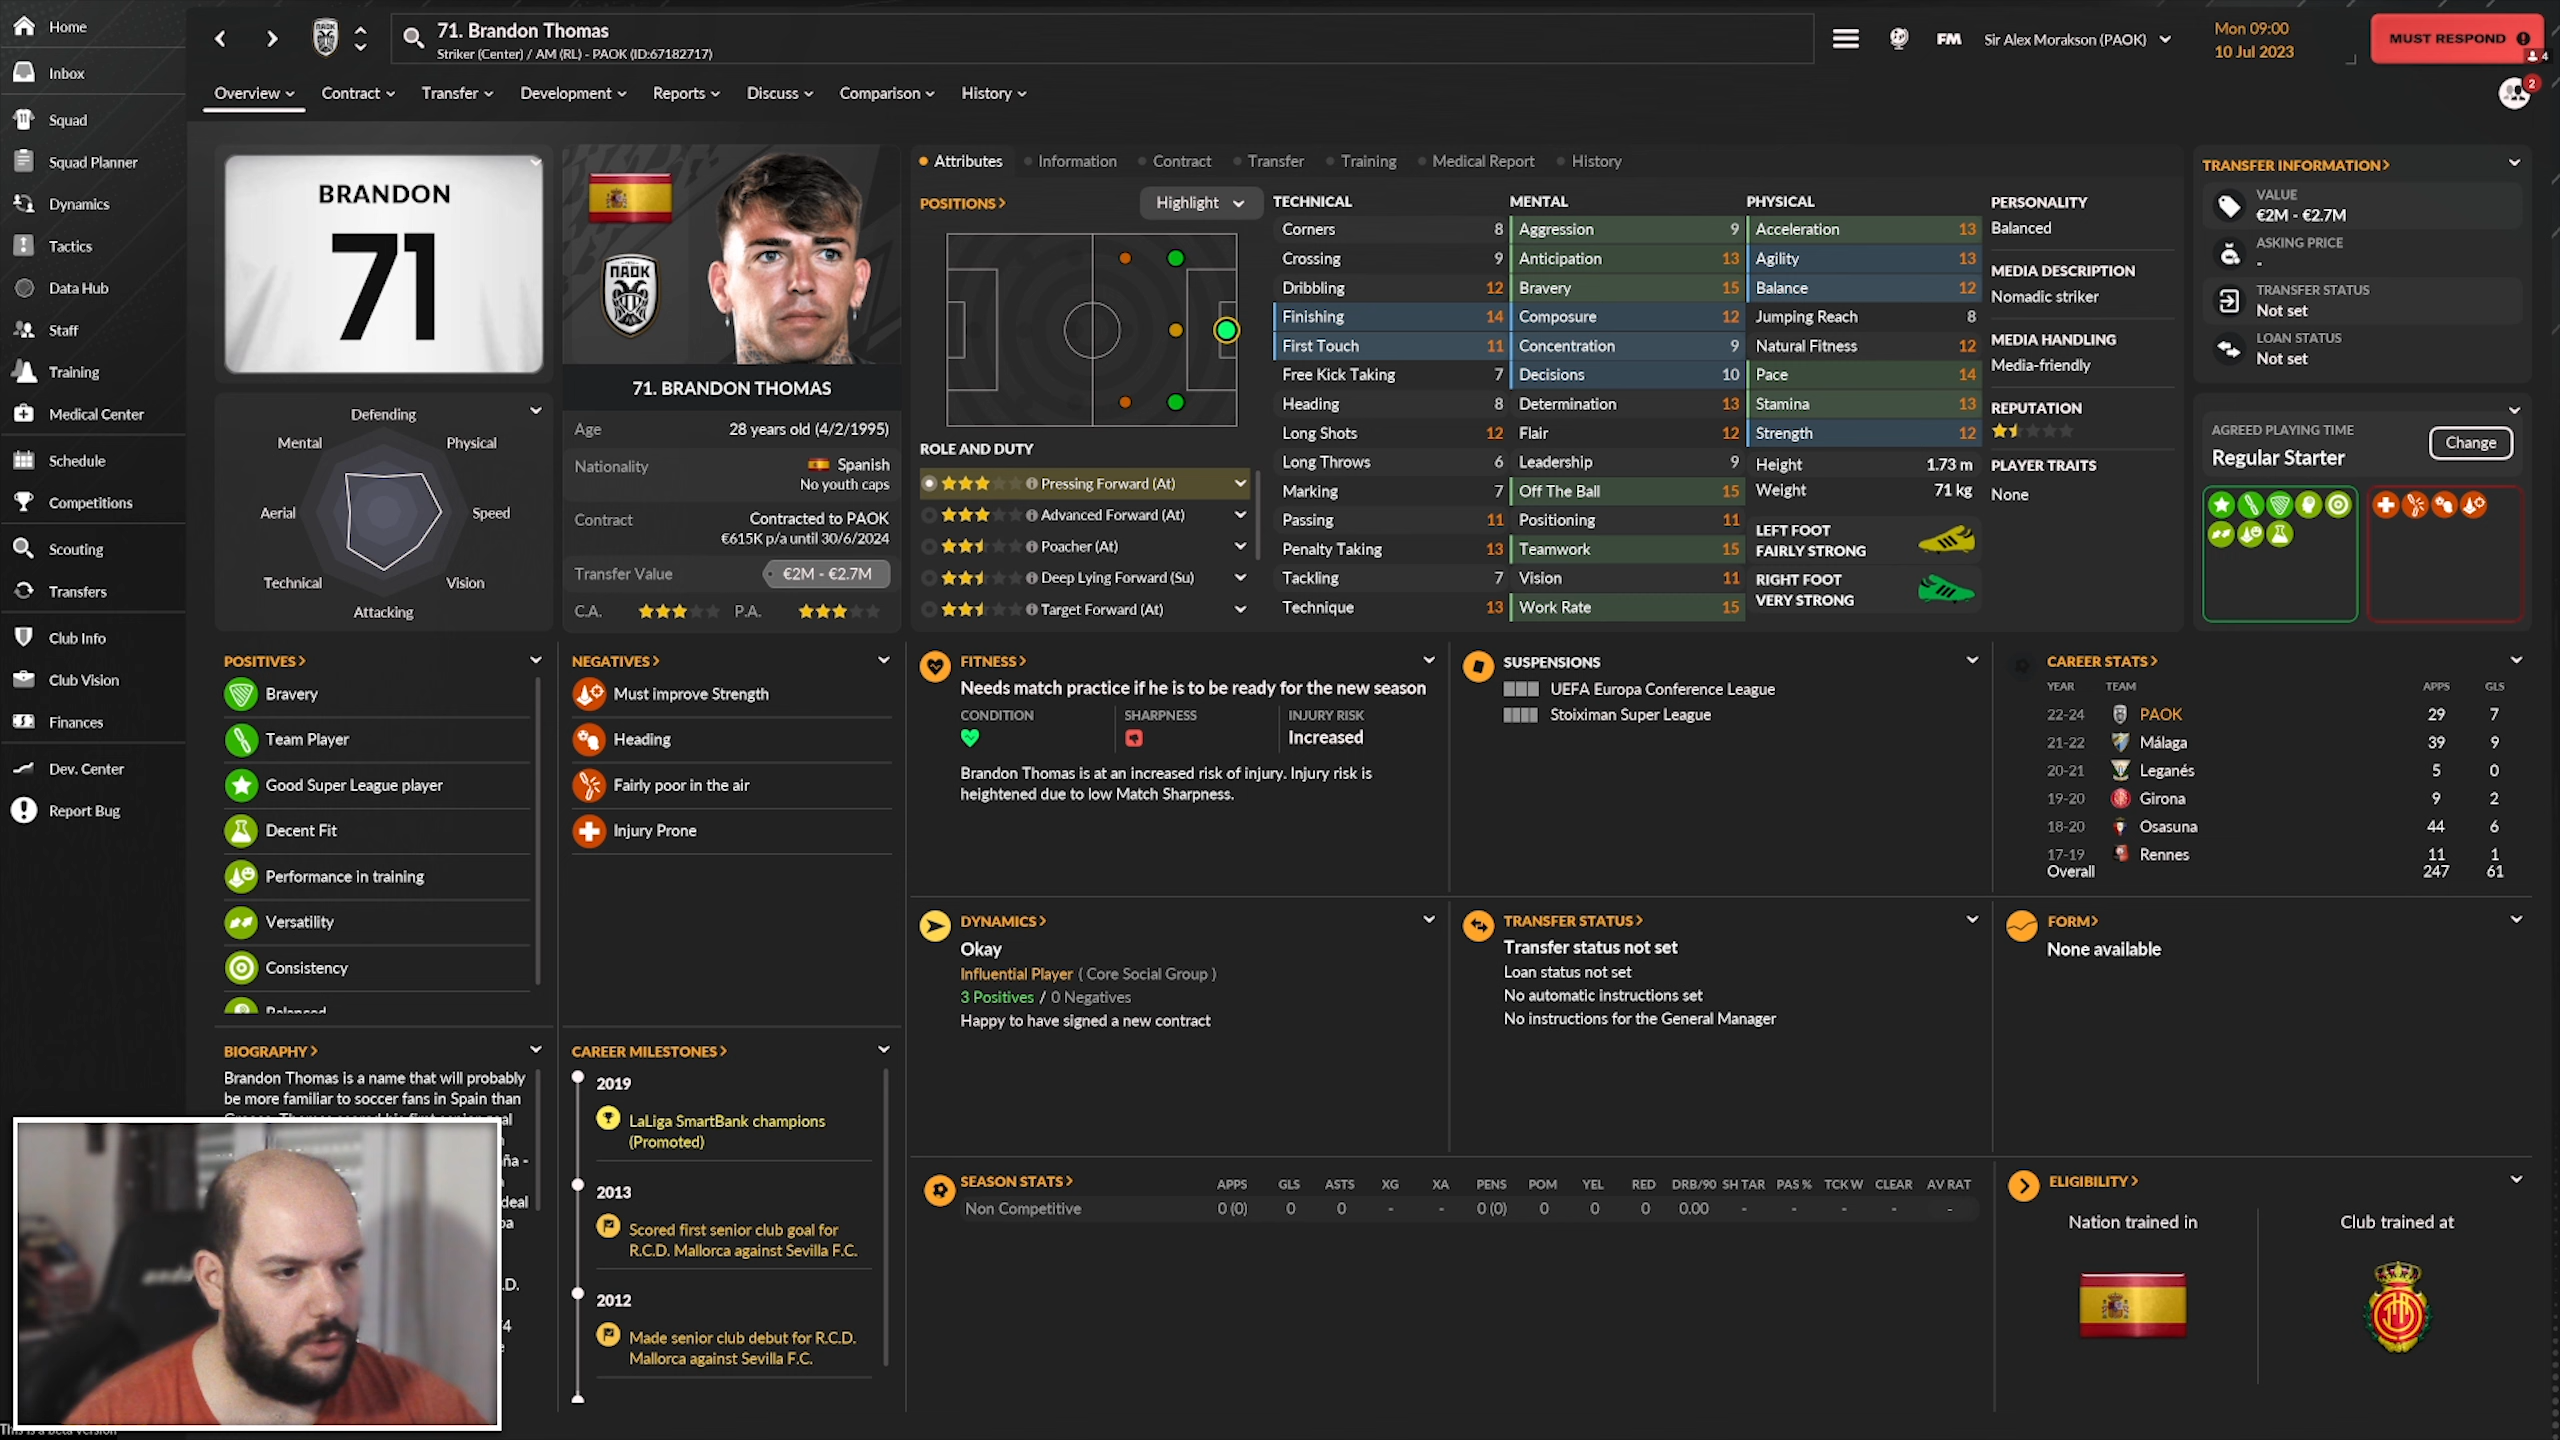 Home
Inbox
Squad
Squad Planner
Dynamics
Tactics
Data Hub
Staff
Training
Medical Center
Schedule
Competitions
Scouting
Transfers
Club Info
Club Vision
Finances
Dev. Center
Report Bug
71. Brandon Thomas
Striker (Center) / AM (RL) - PAOK (ID:67182717)
FM
Sir Alex Morakson (PAOK)
Mon 09:00
10 Jul 2023
MUST RESPOND
4
2
Overview
Contract
Transfer
Development
Reports
Discuss
Comparison
History
BRANDON
71
Defending
Mental
Physical
Aerial
Speed
Technical
Vision
Attacking
ΠΑΟΚ
71. BRANDON THOMAS
Age 28 years old (4/2/1995)
Nationality Spanish
No youth caps
Contract Contracted to PAOK
€615K p/a until 30/6/2024
Transfer Value €2M - €2.7M
C.A. P.A.
Attributes Information Contract Transfer Training Medical Report History
POSITIONS>
Highlight
ROLE AND DUTY
Pressing Forward (At)
Advanced Forward (At)
Poacher (At)
Deep Lying Forward (Su)
Target Forward (At)
TECHNICAL
Corners 8
Crossing 9
Dribbling 12
Finishing 14
First Touch 11
Free Kick Taking 7
Heading 8
Long Shots 12
Long Throws 6
Marking 7
Passing 11
Penalty Taking 13
Tackling 7
Technique 13
MENTAL
Aggression 9
Anticipation 13
Bravery 15
Composure 12
Concentration 9
Decisions 10
Determination 13
Flair 12
Leadership 9
Off The Ball 15
Positioning 11
Teamwork 15
Vision 11
Work Rate 15
PHYSICAL
Acceleration 13
Agility 13
Balance 12
Jumping Reach 8
Natural Fitness 12
Pace 14
Stamina 13
Strength 12
Height 1.73 m
Weight 71 kg
LEFT FOOT
FAIRLY STRONG
RIGHT FOOT
VERY STRONG
PERSONALITY
Balanced
MEDIA DESCRIPTION
Nomadic striker
MEDIA HANDLING
Media-friendly
REPUTATION
PLAYER TRAITS
None
TRANSFER INFORMATION>
VALUE
€2M - €2.7M
ASKING PRICE
-
TRANSFER STATUS
Not set
LOAN STATUS
Not set
AGREED PLAYING TIME
Regular Starter
Change
POSITIVES>
Bravery
Team Player
Good Super League player
Decent Fit
Performance in training
Versatility
Consistency
Balanced
NEGATIVES>
Must improve Strength
Heading
Fairly poor in the air
Injury Prone
FITNESS>
Needs match practice if he is to be ready for the new season
CONDITION
SHARPNESS
INJURY RISK
Increased
Brandon Thomas is at an increased risk of injury. Injury risk is
heightened due to low Match Sharpness.
SUSPENSIONS
UEFA Europa Conference League
Stoiximan Super League
CAREER STATS>
YEAR TEAM APPS GLS
22-24 PAOK 29 7
21-22 Málaga 39 9
20-21 Leganés 5 0
19-20 Girona 9 2
18-20 Osasuna 44 6
17-19 Rennes 11 1
Overall 247 61
DYNAMICS>
Okay
Influential Player ( Core Social Group )
3 Positives / 0 Negatives
Happy to have signed a new contract
TRANSFER STATUS>
Transfer status not set
Loan status not set
No automatic instructions set
No instructions for the General Manager
FORM>
None available
BIOGRAPHY>
Brandon Thomas is a name that will probably
be more familiar to soccer fans in Spain than
CAREER MILESTONES>
2019
LaLiga SmartBank champions
(Promoted)
2013
Scored first senior club goal for
R.C.D. Mallorca against Sevilla F.C.
2012
Made senior club debut for R.C.D.
Mallorca against Sevilla F.C.
SEASON STATS> APPS GLS ASTS XG XA PENS POM YEL RED DRB/90 SH TAR PAS % TCK W CLEAR AV RAT
Non Competitive 0 (0) 0 0 - - 0 (0) 0 0 0 0.00 - - - - -
ELIGIBILITY>
Nation trained in
Club trained at
This is a beta version